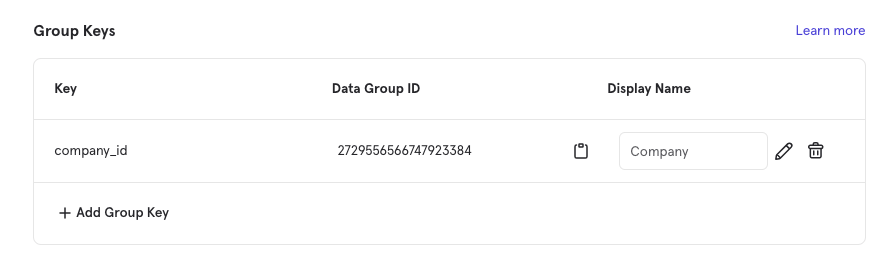 Group Keys
Learn more
Key Data Group ID Display Name
company_id 2729556566747923384 Company
Add Group Key